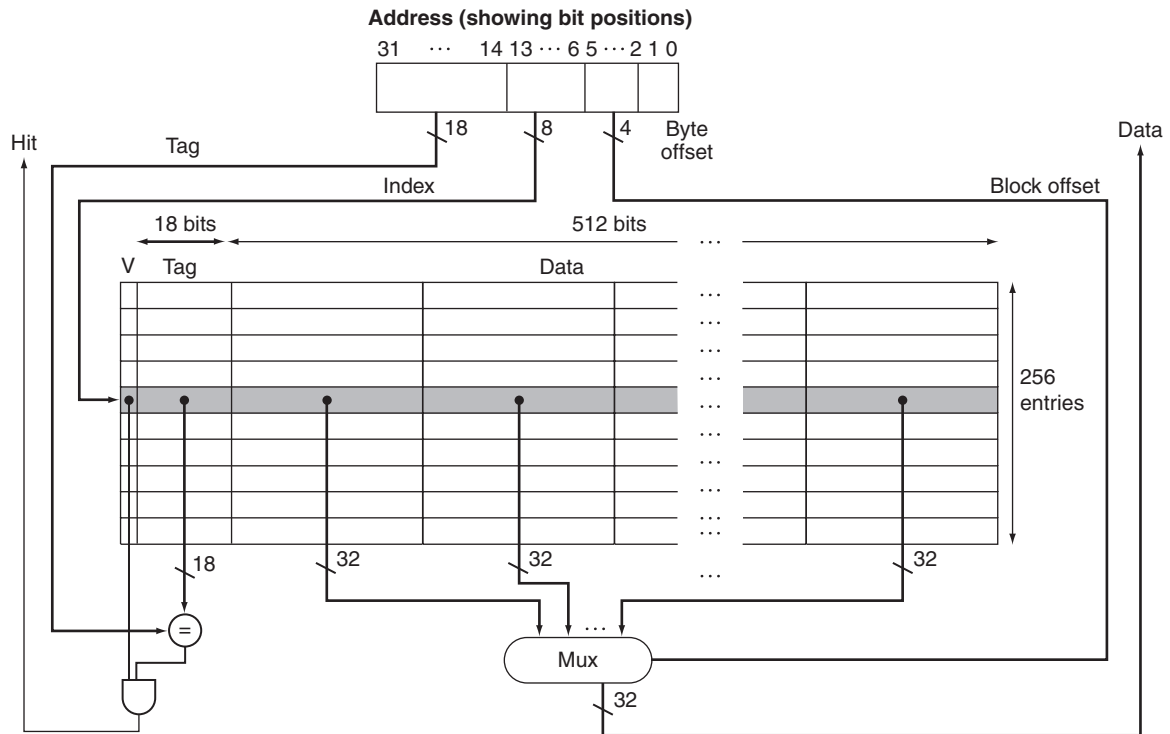 Address (showing bit positions)
31 ··· 14 13 ··· 6 5 ··· 2 1 0
18 8 4 Byte
offset
Hit
Tag
Data
Index
Block offset
18 bits
512 bits
···
V
Tag
Data
···
···
···
···
···
···
···
···
···
···
256
entries
18
32
32
···
32
=
···
Mux
32